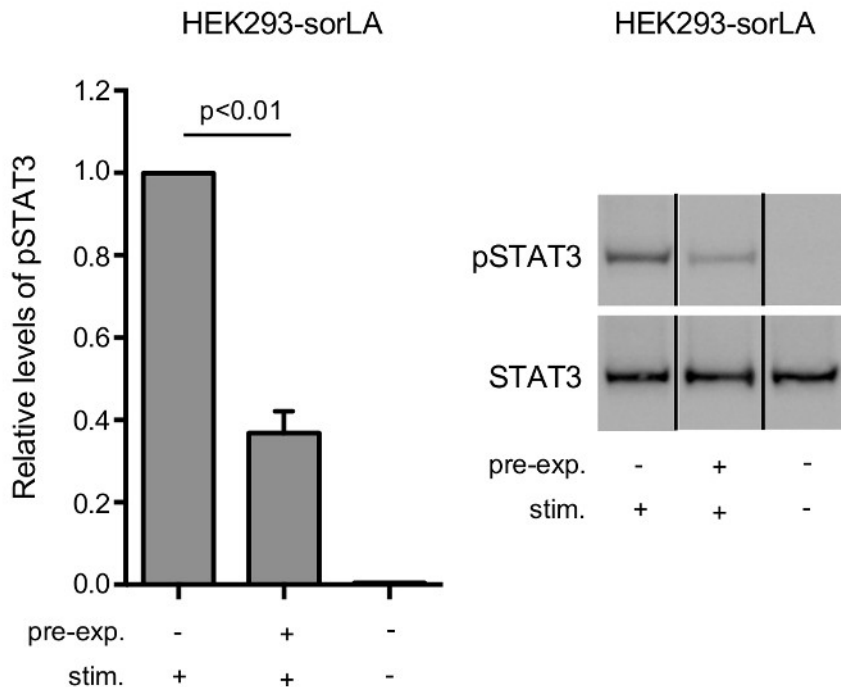 HEK293-sorLA
Relative levels of pSTAT3
1.2
1.0
0.8
0.6
0.4
0.2
0.0
p<0.01
pre-exp. - + -
stim. + + -
HEK293-sorLA
pSTAT3
STAT3
pre-exp. - + -
stim. + + -